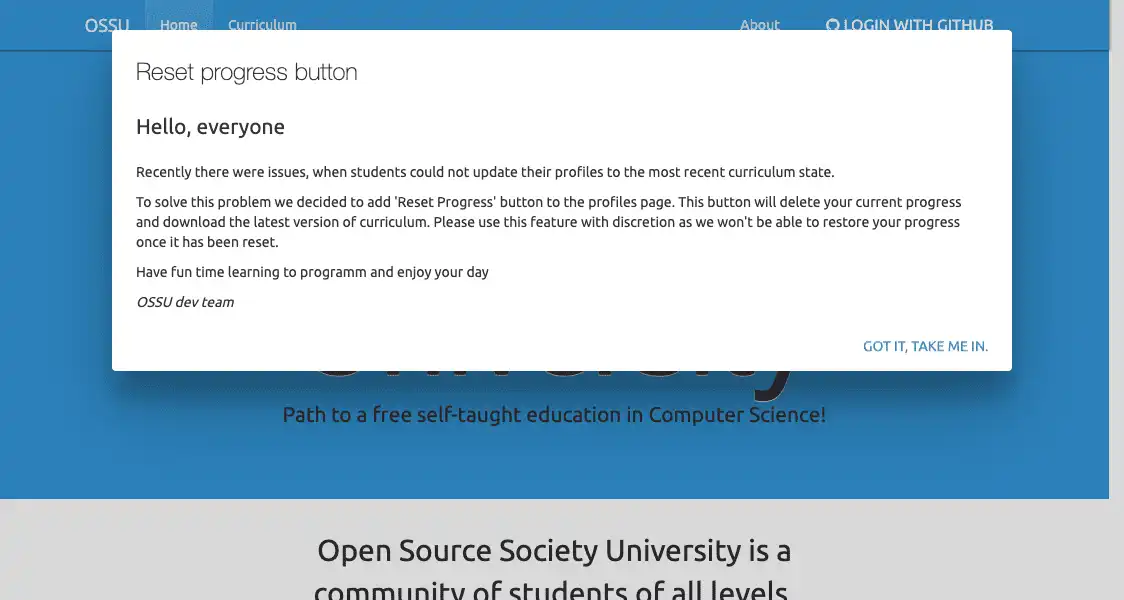 OSSU Home Curriculum About LOGIN WITH GITHUB
Reset progress button
Hello, everyone
Recently there were issues, when students could not update their profiles to the most recent curriculum state.
To solve this problem we decided to add 'Reset Progress' button to the profiles page. This button will delete your current progress
and download the latest version of curriculum. Please use this feature with discretion as we won't be able to restore your progress
once it has been reset.
Have fun time learning to programm and enjoy your day
OSSU dev team
GOT IT, TAKE ME IN.
University
Path to a free self-taught education in Computer Science!
Open Source Society University is a
community of students of all levels